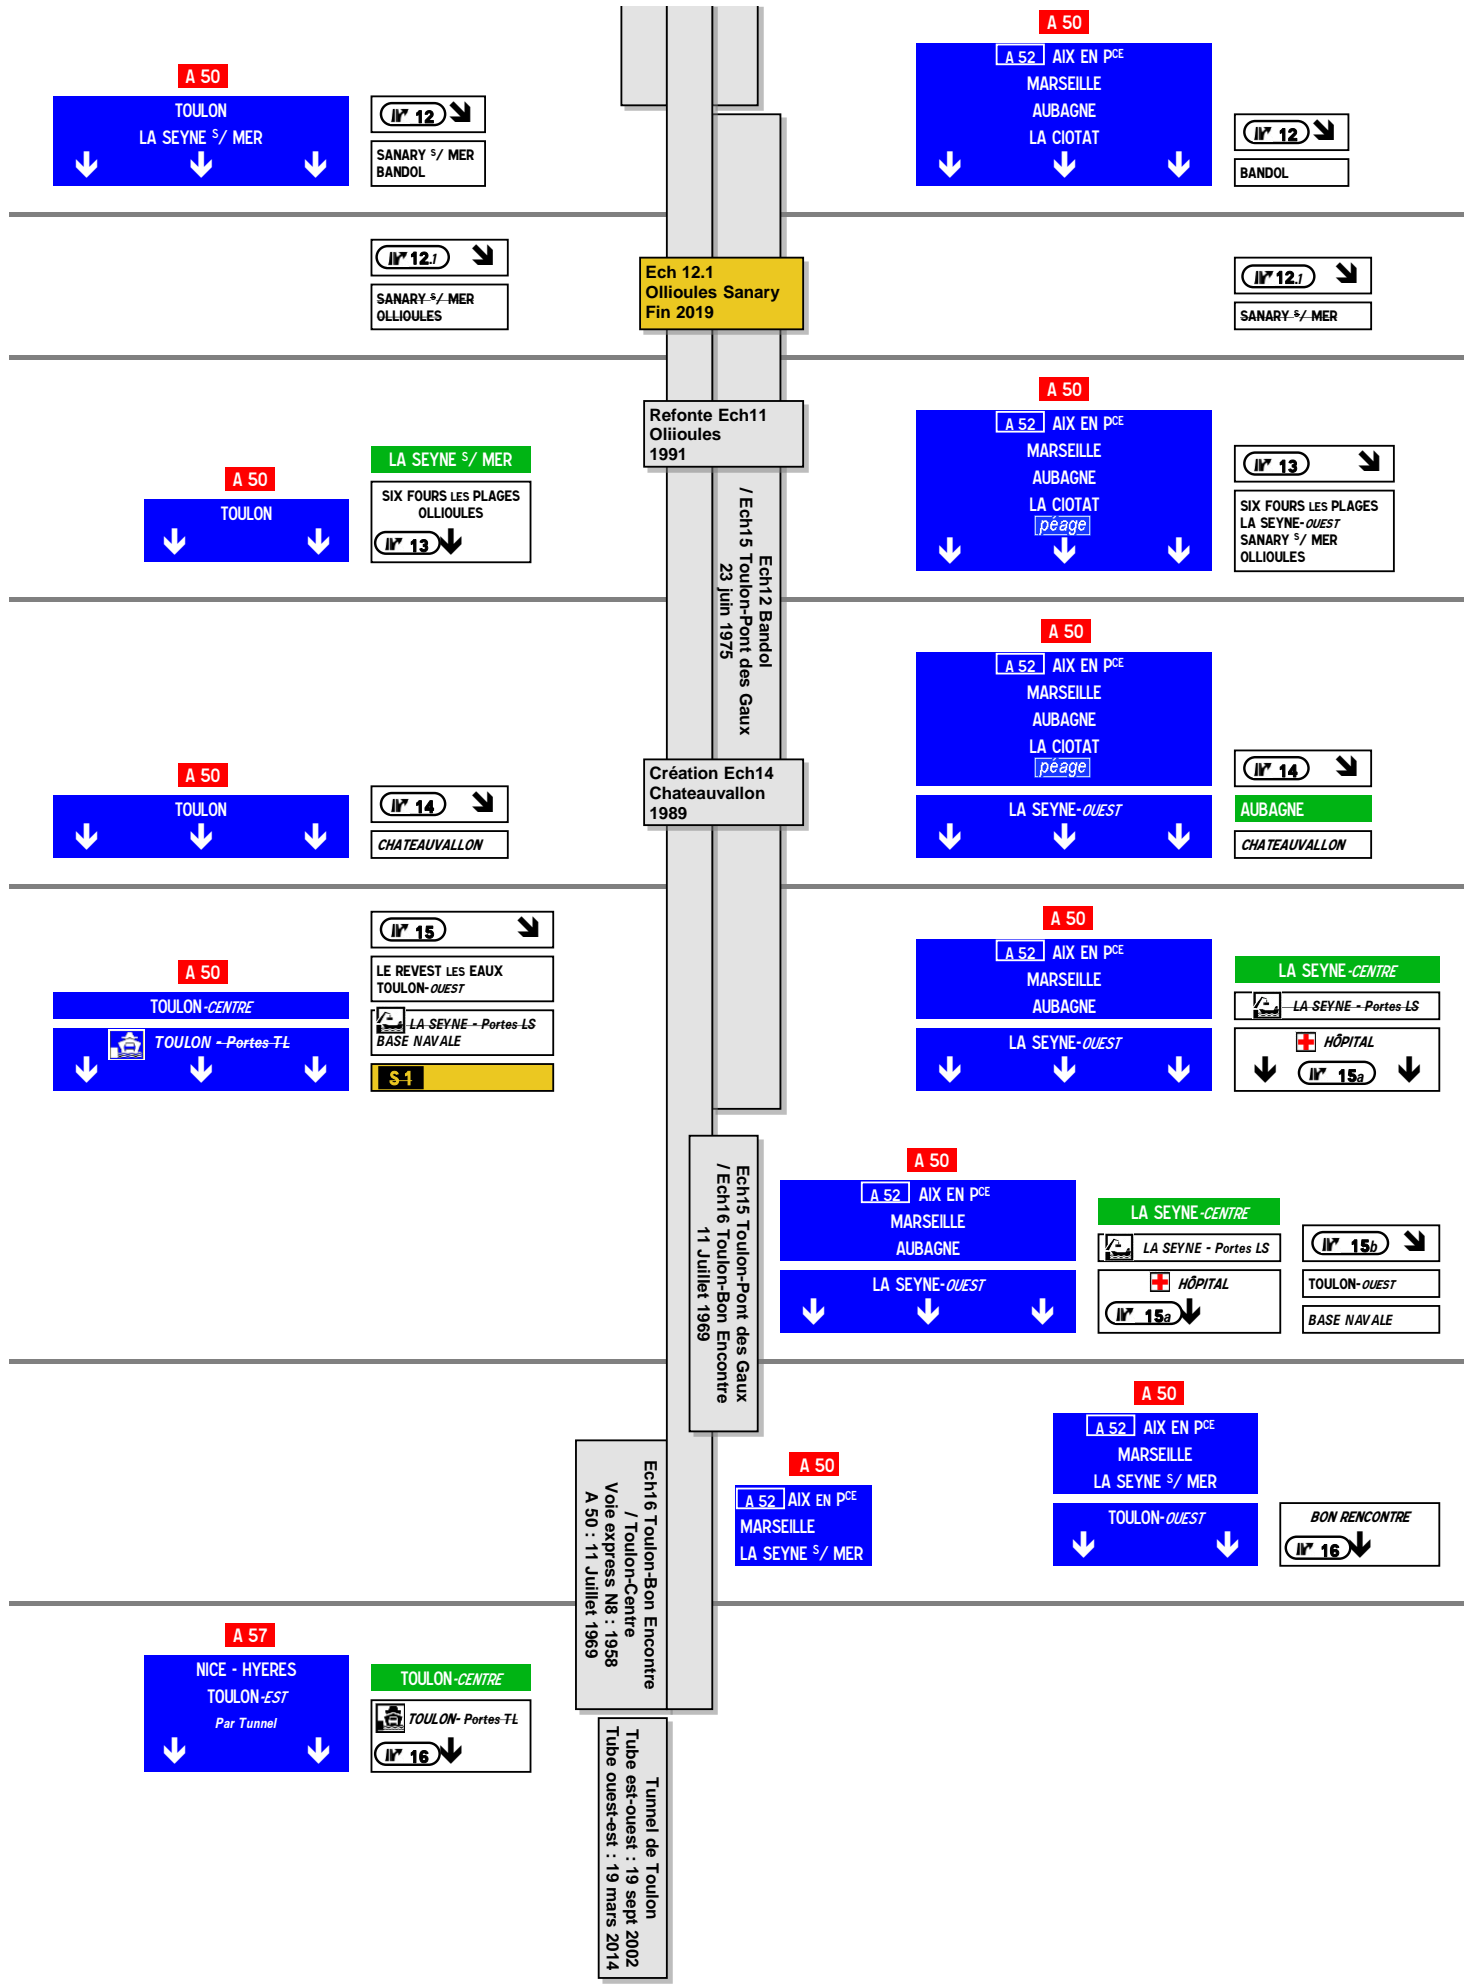 A 50
TOULON
LA SEYNE S/ MER
12
SANARY S/ MER
BANDOL
A 50
A 52 AIX EN PCE
MARSEILLE
AUBAGNE
LA CIOTAT
12
BANDOL
12.1
SANARY S/ MER
OLLIOULES
Ech 12.1
Ollioules Sanary
Fin 2019
12.1
SANARY S/ MER
A 50
TOULON
LA SEYNE S/ MER
SIX FOURS LES PLAGES
OLLIOULES
13
Refonte Ech11
Oliioules
1991
A 50
A 52 AIX EN PCE
MARSEILLE
AUBAGNE
LA CIOTAT
péage
13
SIX FOURS LES PLAGES
LA SEYNE-OUEST
SANARY S/ MER
OLLIOULES
Ech12 Bandol
/ Ech15 Toulon-Pont des Gaux
23 juin 1975
A 50
TOULON
14
CHATEAUVALLON
Création Ech14
Chateauvallon
1989
A 50
A 52 AIX EN PCE
MARSEILLE
AUBAGNE
LA CIOTAT
péage
LA SEYNE-OUEST
14
AUBAGNE
CHATEAUVALLON
A 50
TOULON-CENTRE
TOULON - Portes TL
15
LE REVEST LES EAUX
TOULON-OUEST
LA SEYNE - Portes LS
BASE NAVALE
S 1
A 50
A 52 AIX EN PCE
MARSEILLE
AUBAGNE
LA SEYNE-OUEST
LA SEYNE-CENTRE
LA SEYNE - Portes LS
HÔPITAL
15a
Ech15 Toulon-Pont des Gaux
/ Ech16 Toulon-Bon Encontre
11 Juillet 1969
A 50
A 52 AIX EN PCE
MARSEILLE
AUBAGNE
LA SEYNE-OUEST
LA SEYNE-CENTRE
LA SEYNE - Portes LS
HÔPITAL
15a
15b
TOULON-OUEST
BASE NAVALE
Ech16 Toulon-Bon Encontre
/ Toulon-Centre
Voie express N8 : 1958
A 50 : 11 Juillet 1969
A 50
A 52 AIX EN PCE
MARSEILLE
LA SEYNE S/ MER
A 50
A 52 AIX EN PCE
MARSEILLE
LA SEYNE S/ MER
TOULON-OUEST
BON RENCONTRE
16
A 57
NICE - HYERES
TOULON-EST
Par Tunnel
TOULON-CENTRE
TOULON- Portes TL
16
Tunnel de Toulon
Tube est-ouest : 19 sept 2002
Tube ouest-est : 19 mars 2014